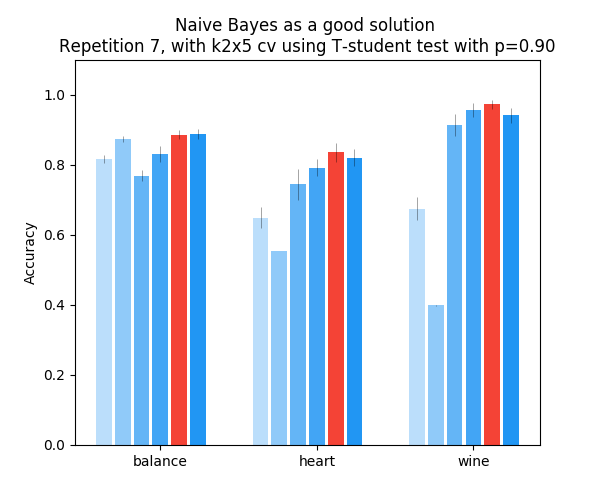 Naive Bayes as a good solution
Repetition 7, with k2x5 cv using T-student test with p=0.90
Accuracy
1.0
0.8
0.6
0.4
0.2
0.0
balance heart wine